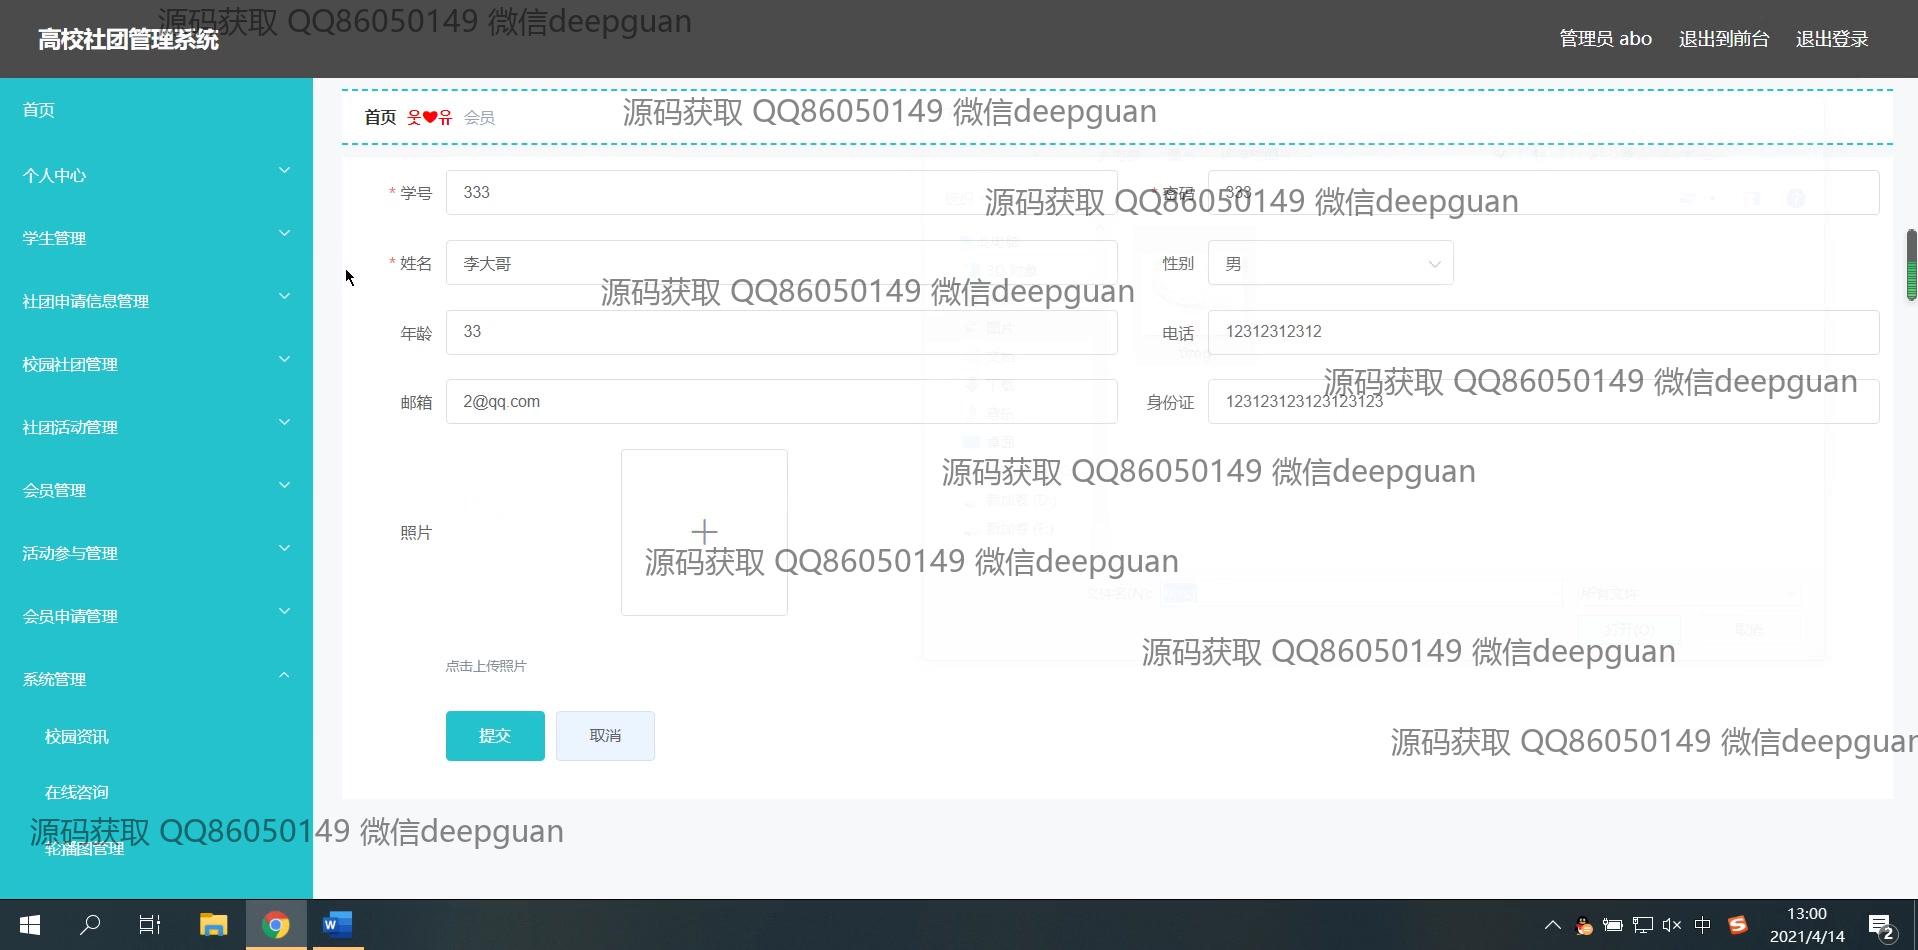 源码获取 QQ86050149 微信deepguan
高校社团管理系统
管理员 abo 退出到前台 退出登录
首页
个人中心
学生管理
社团申请信息管理
校园社团管理
社团活动管理
会员管理
活动参与管理
会员申请管理
系统管理
校园资讯
在线咨询
轮播图管理
首页 웃❤유 会员
源码获取 QQ86050149 微信deepguan
* 学号 333
* 密码 333
源码获取 QQ86050149 微信deepguan
* 姓名 李大哥
性别 男
源码获取 QQ86050149 微信deepguan
年龄 33
电话 12312312312
源码获取 QQ86050149 微信deepguan
邮箱 2@qq.com
身份证 123123123123123123
源码获取 QQ86050149 微信deepguan
照片
源码获取 QQ86050149 微信deepguan
源码获取 QQ86050149 微信deepguan
点击上传照片
提交 取消
源码获取 QQ86050149 微信deepguan
源码获取 QQ86050149 微信deepguan
中
13:00
2021/4/14
2